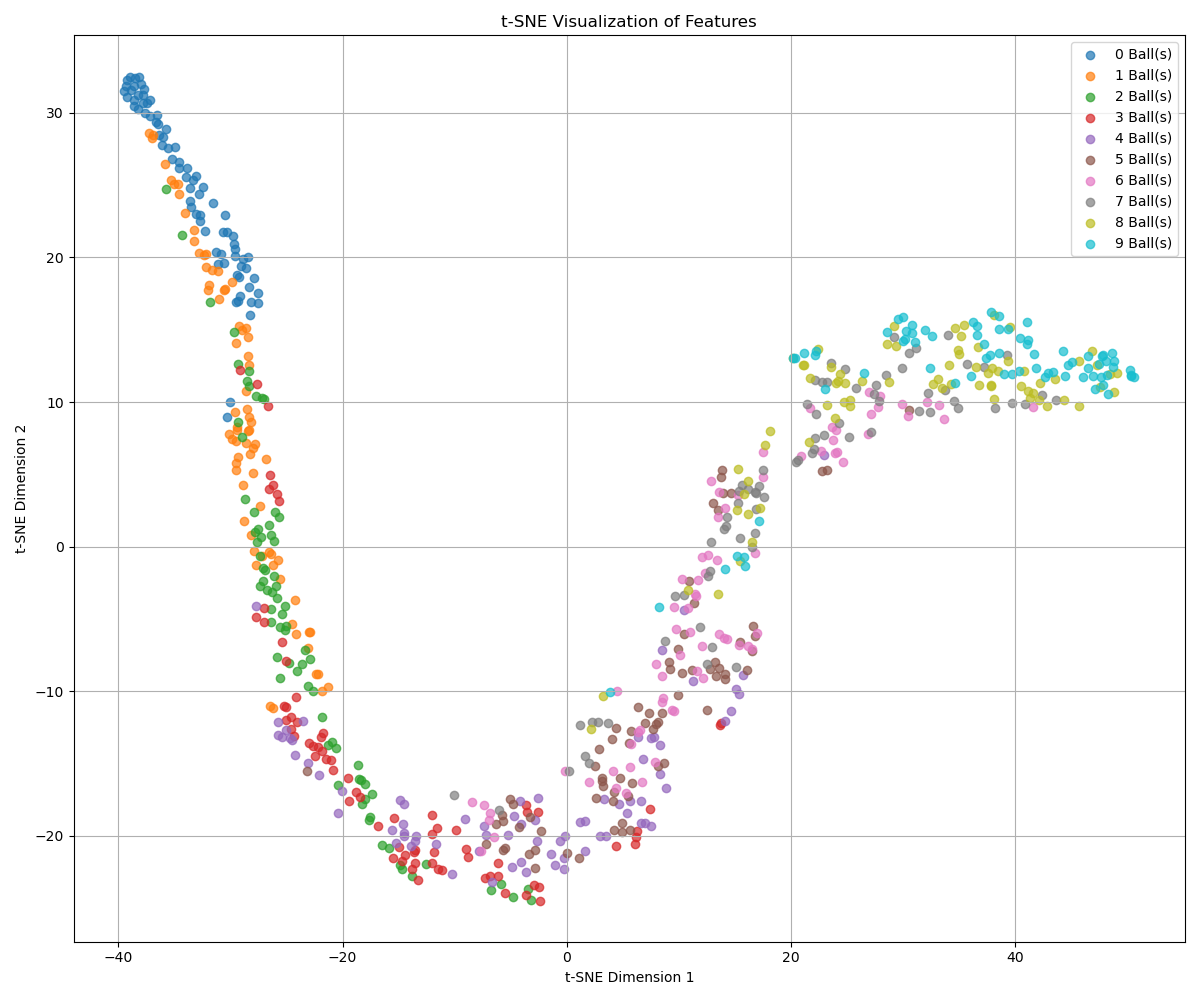 t-SNE Visualization of Features
0 Ball(s)
1 Ball(s)
2 Ball(s)
3 Ball(s)
4 Ball(s)
5 Ball(s)
6 Ball(s)
7 Ball(s)
8 Ball(s)
9 Ball(s)
30
20
10
0
−10
−20
t-SNE Dimension 2
−40
−20
0
20
40
t-SNE Dimension 1